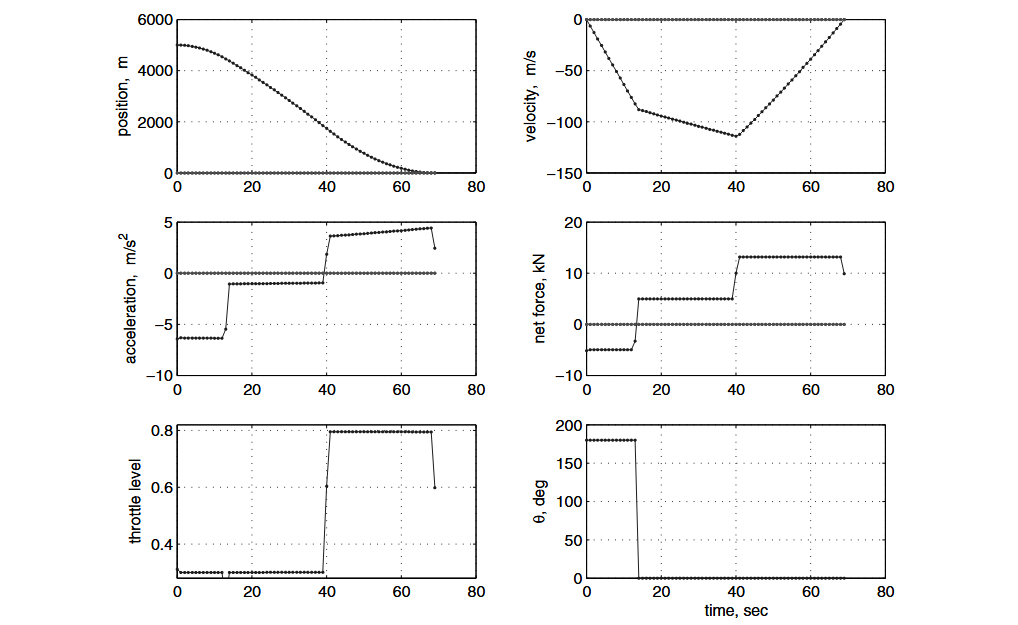 6000
4000
2000
0
0 20 40 60 80
position, m
0
−50
−100
−150
0 20 40 60 80
velocity, m/s
5
0
−5
−10
0 20 40 60 80
acceleration, m/s²
20
10
0
−10
0 20 40 60 80
net force, kN
0.8
0.6
0.4
0 20 40 60 80
throttle level
200
150
100
50
0
0 20 40 60 80
θ, deg
time, sec